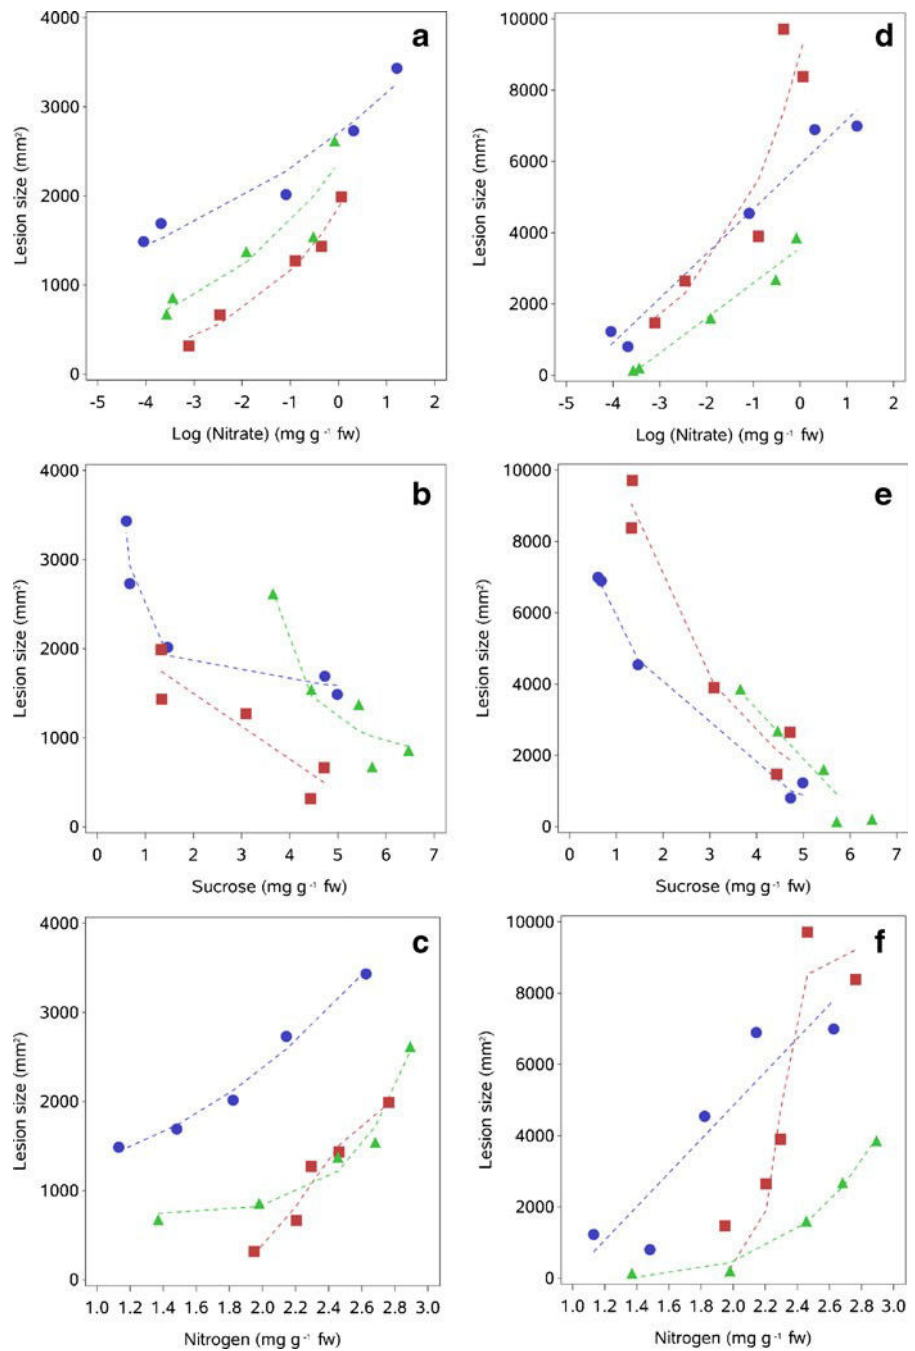 a
4000
3000
2000
1000
0
Lesion size (mm²)
-5 -4 -3 -2 -1 0 1 2
Log (Nitrate) (mg g⁻¹ fw)
d
10000
8000
6000
4000
2000
0
Lesion size (mm²)
-5 -4 -3 -2 -1 0 1 2
Log (Nitrate) (mg g⁻¹ fw)
b
4000
3000
2000
1000
0
Lesion size (mm²)
0 1 2 3 4 5 6 7
Sucrose (mg g⁻¹ fw)
e
10000
8000
6000
4000
2000
0
Lesion size (mm²)
0 1 2 3 4 5 6 7
Sucrose (mg g⁻¹ fw)
c
4000
3000
2000
1000
0
Lesion size (mm²)
1.0 1.2 1.4 1.6 1.8 2.0 2.2 2.4 2.6 2.8 3.0
Nitrogen (mg g⁻¹ fw)
f
10000
8000
6000
4000
2000
0
Lesion size (mm²)
1.0 1.2 1.4 1.6 1.8 2.0 2.2 2.4 2.6 2.8 3.0
Nitrogen (mg g⁻¹ fw)